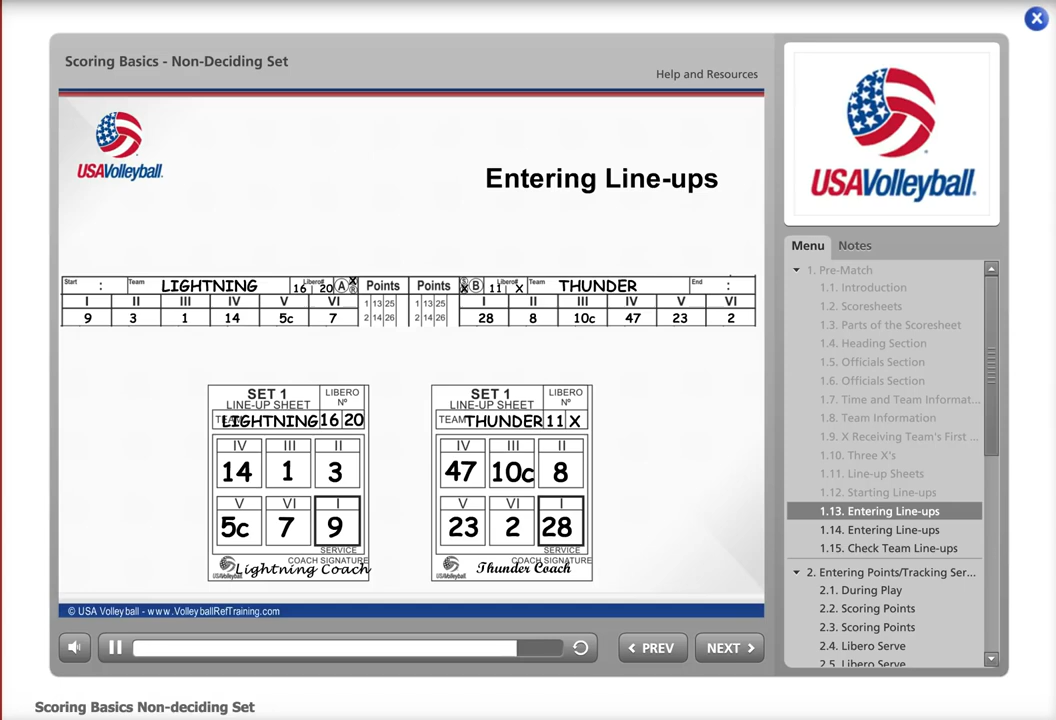 Scoring Basics - Non-Deciding Set
Help and Resources
USAVolleyball.
Entering Line-ups
Start : Team LIGHTNING Libero# 16 20 A X Points Points X B Libero# 11 X Team THUNDER End :
I II III IV V VI 1 13 25 1 13 25 I II III IV V VI
9 3 1 14 5c 7 2 14 26 2 14 26 28 8 10c 47 23 2
SET 1 LIBERO
LINE-UP SHEET Nº
TEAM LIGHTNING 16 20
IV III II
14 1 3
V VI I
5c 7 9
SERVICE
COACH SIGNATURE
USAVolleyball Lightning Coach
SET 1 LIBERO
LINE-UP SHEET Nº
TEAM THUNDER 11 X
IV III II
47 10c 8
V VI I
23 2 28
SERVICE
COACH SIGNATURE
USAVolleyball Thunder Coach
© USA Volleyball - www.VolleyballRefTraining.com
PREV
NEXT
USAVolleyball.
Menu Notes
1. Pre-Match
1.1. Introduction
1.2. Scoresheets
1.3. Parts of the Scoresheet
1.4. Heading Section
1.5. Officials Section
1.6. Officials Section
1.7. Time and Team Informat...
1.8. Team Information
1.9. X Receiving Team's First ...
1.10. Three X's
1.11. Line-up Sheets
1.12. Starting Line-ups
1.13. Entering Line-ups
1.14. Entering Line-ups
1.15. Check Team Line-ups
2. Entering Points/Tracking Ser...
2.1. During Play
2.2. Scoring Points
2.3. Scoring Points
2.4. Libero Serve
2.5. Libero Serve
Scoring Basics Non-deciding Set